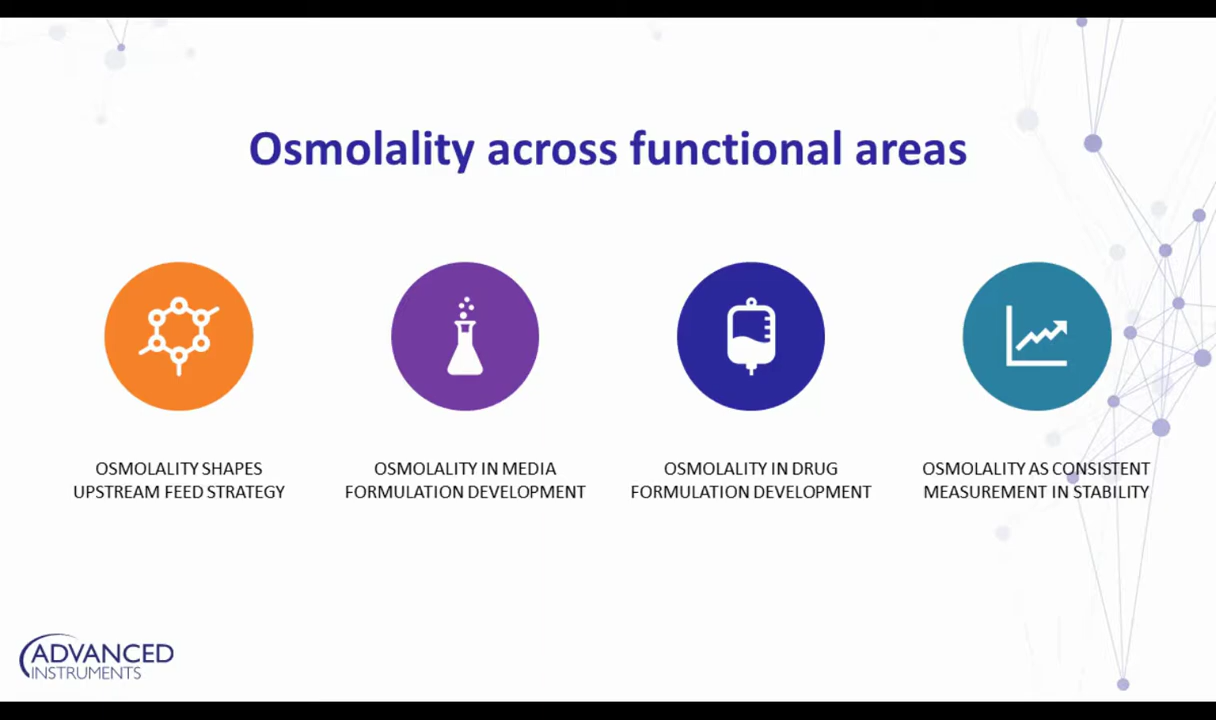 Osmolality across functional areas
OSMOLALITY SHAPES
UPSTREAM FEED STRATEGY
OSMOLALITY IN MEDIA
FORMULATION DEVELOPMENT
OSMOLALITY IN DRUG
FORMULATION DEVELOPMENT
OSMOLALITY AS CONSISTENT
MEASUREMENT IN STABILITY
ADVANCED
INSTRUMENTS